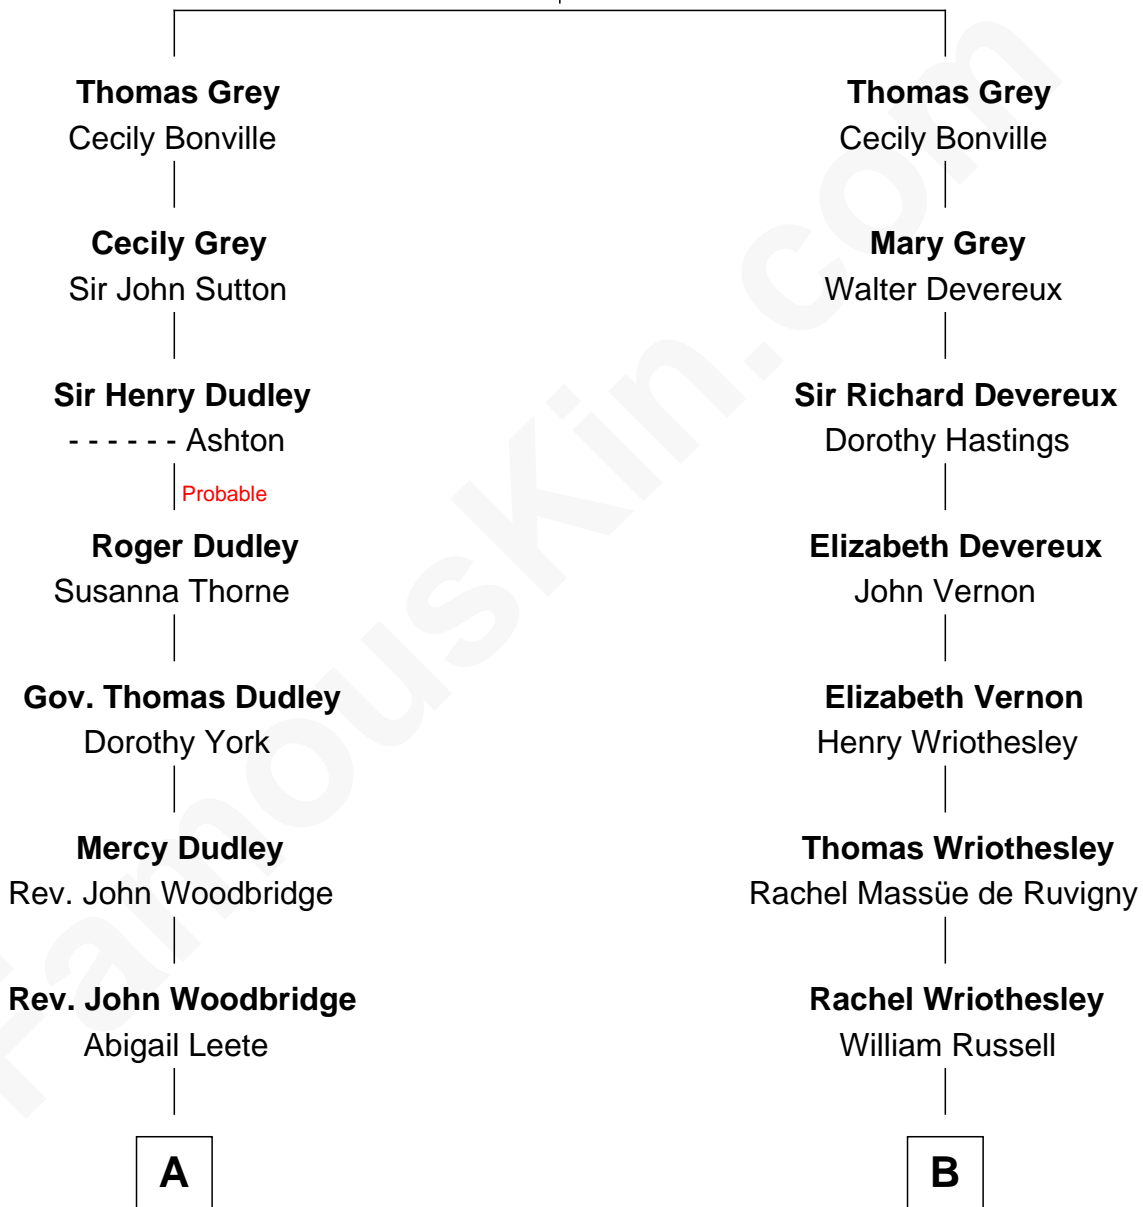 Thomas Grey
Cecily Bonville
Cecily Grey
Sir John Sutton
Sir Henry Dudley
- - - - - - Ashton
Probable
Roger Dudley
Susanna Thorne
Gov. Thomas Dudley
Dorothy York
Mercy Dudley
Rev. John Woodbridge
Rev. John Woodbridge
Abigail Leete
A
Thomas Grey
Cecily Bonville
Mary Grey
Walter Devereux
Sir Richard Devereux
Dorothy Hastings
Elizabeth Devereux
John Vernon
Elizabeth Vernon
Henry Wriothesley
Thomas Wriothesley
Rachel Massüe de Ruvigny
Rachel Wriothesley
William Russell
B
FamousKin.com